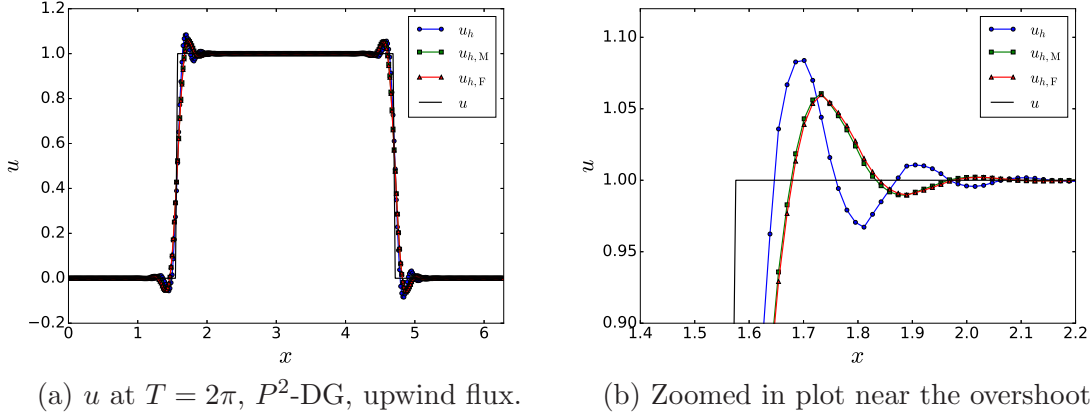 1.2
1.0
0.8
0.6
0.4
0.2
0.0
−0.2
0 1 2 3 4 5 6
u
x
u_h
u_{h,M}
u_{h,F}
u
1.10
1.05
1.00
0.95
0.90
1.4 1.5 1.6 1.7 1.8 1.9 2.0 2.1 2.2
u
x
u_h
u_{h,M}
u_{h,F}
u
(a) u at T = 2π, P²-DG, upwind flux.
(b) Zoomed in plot near the overshoot